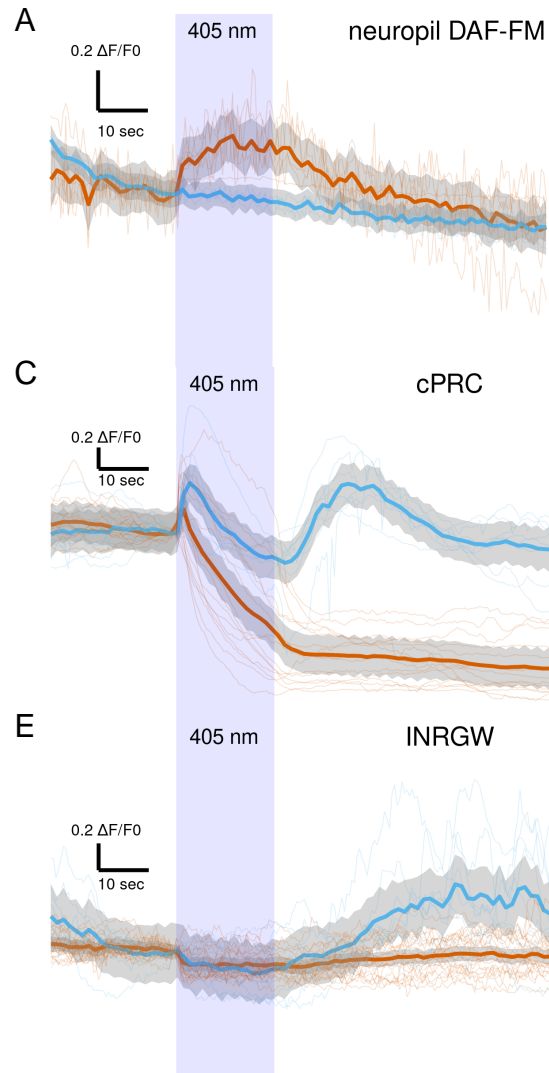 A
405 nm
neuropil DAF-FM
0.2 ΔF/F0
10 sec
C
405 nm
cPRC
0.2 ΔF/F0
10 sec
E
405 nm
INRGW
0.2 ΔF/F0
10 sec